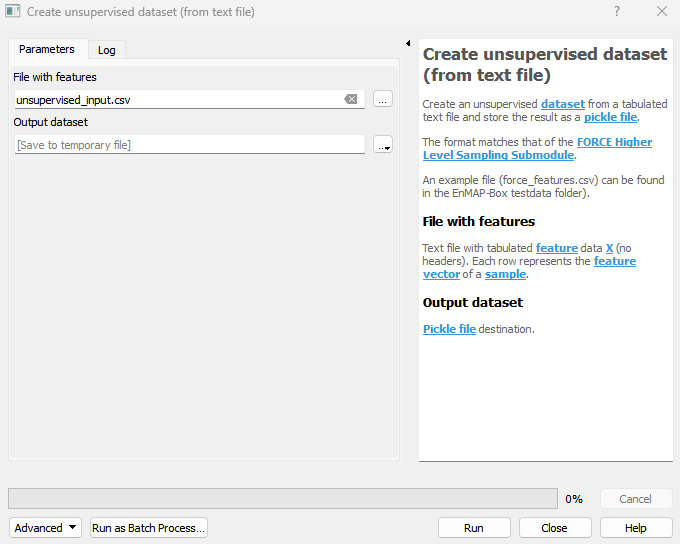 Create unsupervised dataset (from text file)
?
Parameters
Log
File with features
unsupervised_input.csv
...
Output dataset
[Save to temporary file]
...
Create unsupervised dataset
(from text file)
Create an unsupervised dataset from a tabulated
text file and store the result as a pickle file.
The format matches that of the FORCE Higher
Level Sampling Submodule.
An example file (force_features.csv) can be found
in the EnMAP-Box testdata folder).
File with features
Text file with tabulated feature data X (no
headers). Each row represents the feature
vector of a sample.
Output dataset
Pickle file destination.
0%
Cancel
Advanced
Run as Batch Process...
Run
Close
Help